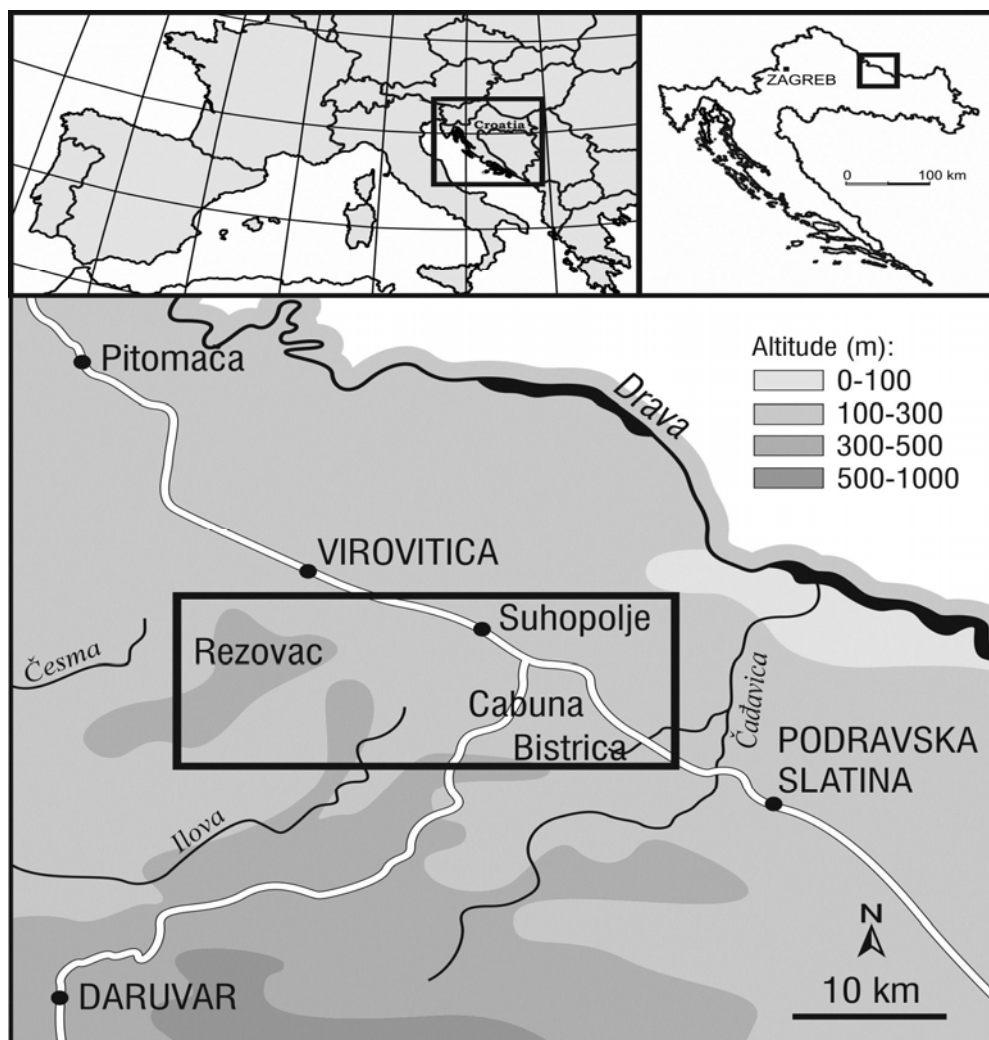 Croatia
ZAGREB
0 100 km
Pitomača
Drava
Altitude (m):
0-100
100-300
300-500
500-1000
VIROVITICA
Suhopolje
Rezovac
Česma
Cabuna
Bistrica
Čađavica
PODRAVSKA
SLATINA
Ilova
DARUVAR
N
10 km